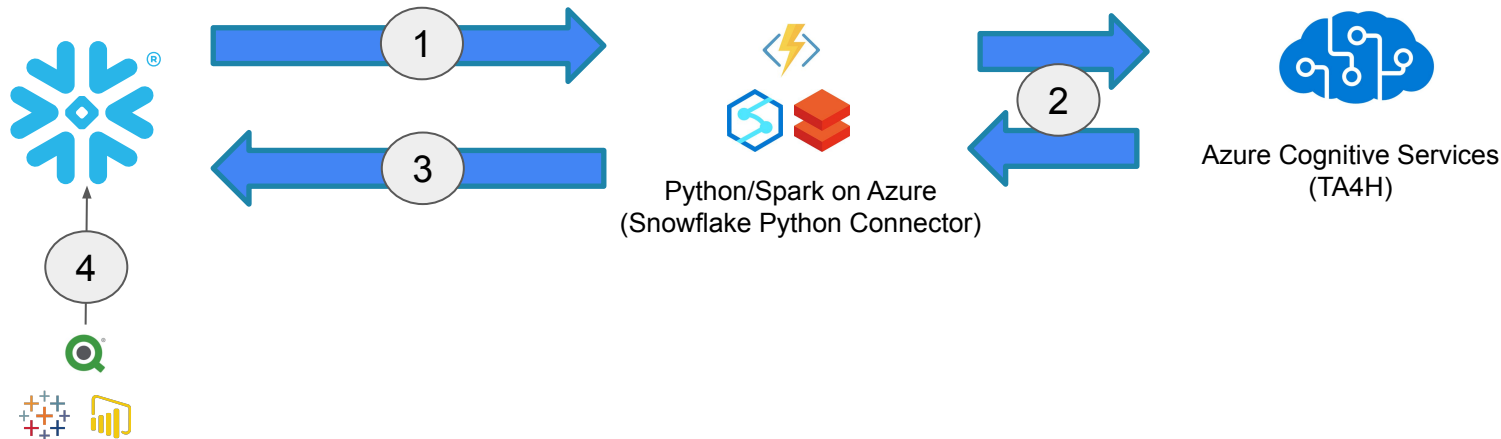 ®
1
2
3
Python/Spark on Azure
(Snowflake Python Connector)
Azure Cognitive Services
(TA4H)
4